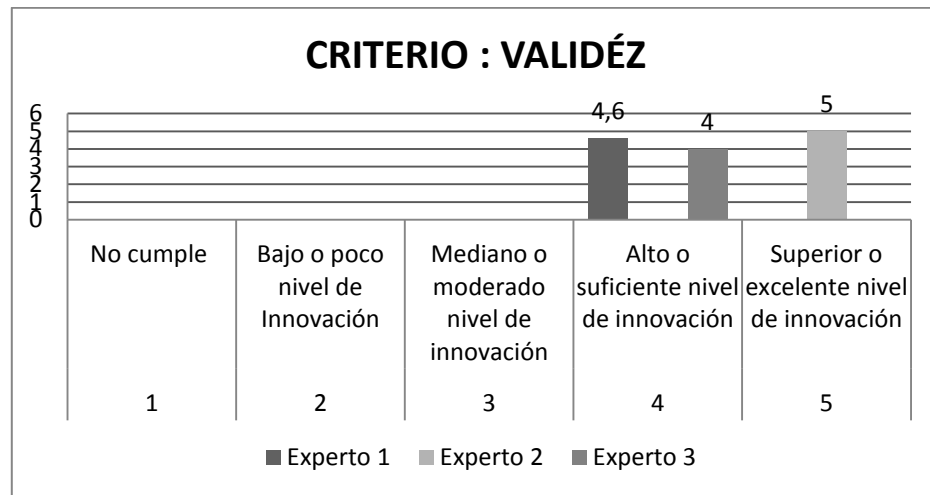 CRITERIO : VALIDÉZ
6
5
4
3
2
1
0
4,6
4
5
No cumple
Bajo o poco
nivel de
Innovación
Mediano o
moderado
nivel de
innovación
Alto o
suficiente nivel
de innovación
Superior o
excelente nivel
de innovación
1
2
3
4
5
Experto 1
Experto 2
Experto 3